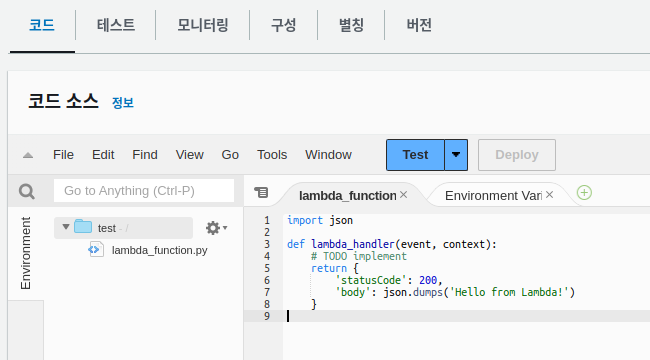 코드 테스트 모니터링 구성 별칭 버전
코드 소스 정보
File Edit Find View Go Tools Window Test Deploy
Go to Anything (Ctrl-P)
lambda_function Environment Vari
Environment
test - /
lambda_function.py
1 import json
2
3 def lambda_handler(event, context):
4 # TODO implement
5 return {
6 'statusCode': 200,
7 'body': json.dumps('Hello from Lambda!')
8 }
9